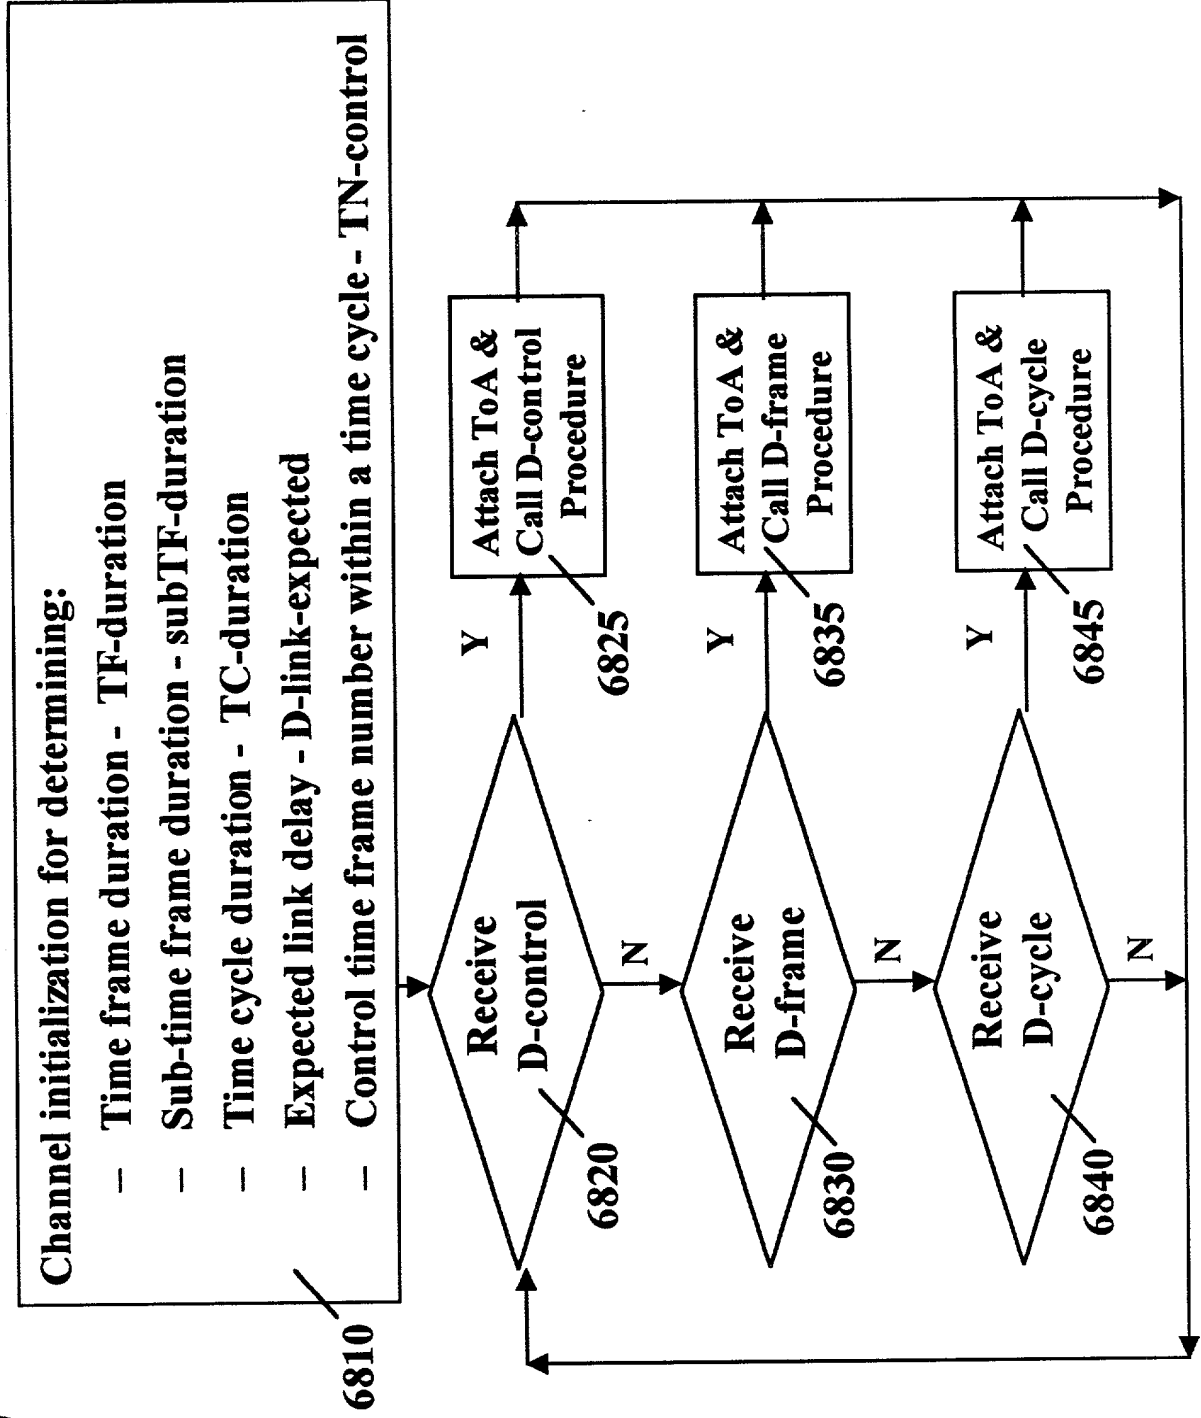 Channel initialization for determining:
– Time frame duration - TF-duration
– Sub-time frame duration - subTF-duration
– Time cycle duration - TC-duration
– Expected link delay - D-link-expected
– Control time frame number within a time cycle - TN-control
6810
Receive
D-control
6820
Y
Attach ToA &
Call D-control
Procedure
6825
N
Receive
D-frame
6830
Y
Attach ToA &
Call D-frame
Procedure
6835
N
Receive
D-cycle
6840
Y
Attach ToA &
Call D-cycle
Procedure
6845
N